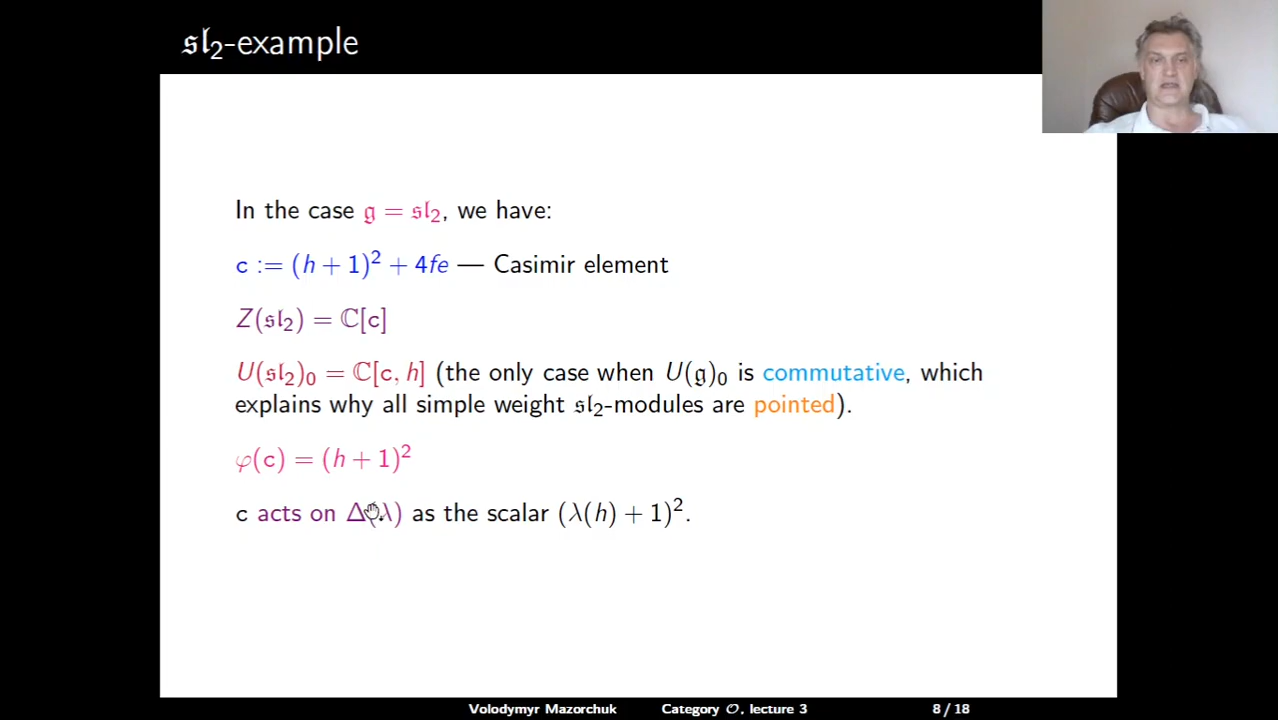 𝔰𝔩₂-example
In the case 𝔤 = 𝔰𝔩₂, we have:
c := (h + 1)² + 4fe — Casimir element
Z(𝔰𝔩₂) = ℂ[c]
U(𝔰𝔩₂)₀ = ℂ[c, h] (the only case when U(𝔤)₀ is commutative, which
explains why all simple weight 𝔰𝔩₂-modules are pointed).
φ(c) = (h + 1)²
c acts on Δ(λ) as the scalar (λ(h) + 1)².
Volodymyr Mazorchuk Category 𝒪, lecture 3 8 / 18